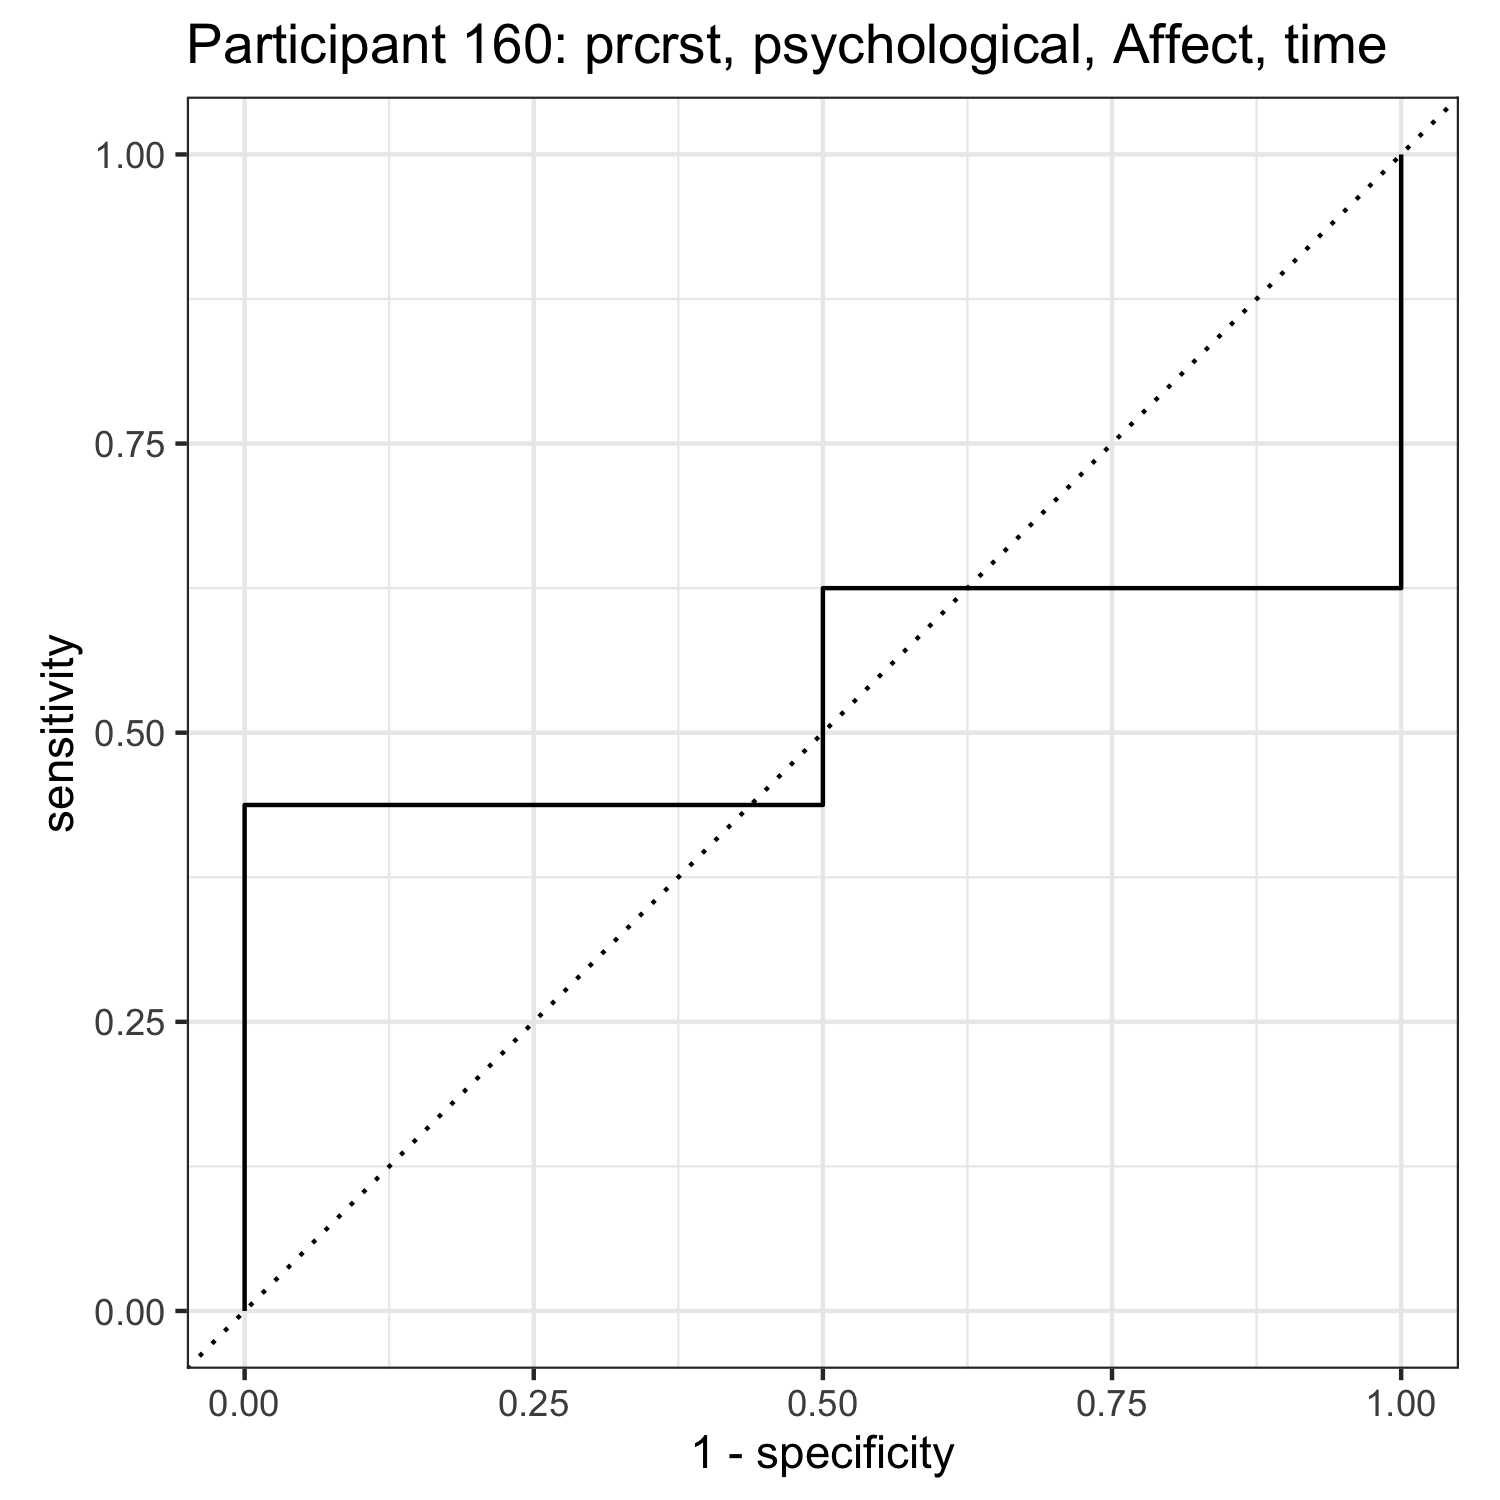 Participant 160: prcrst, psychological, Affect, time
1.00
0.75
0.50
0.25
0.00
sensitivity
0.00 0.25 0.50 0.75 1.00
1 - specificity